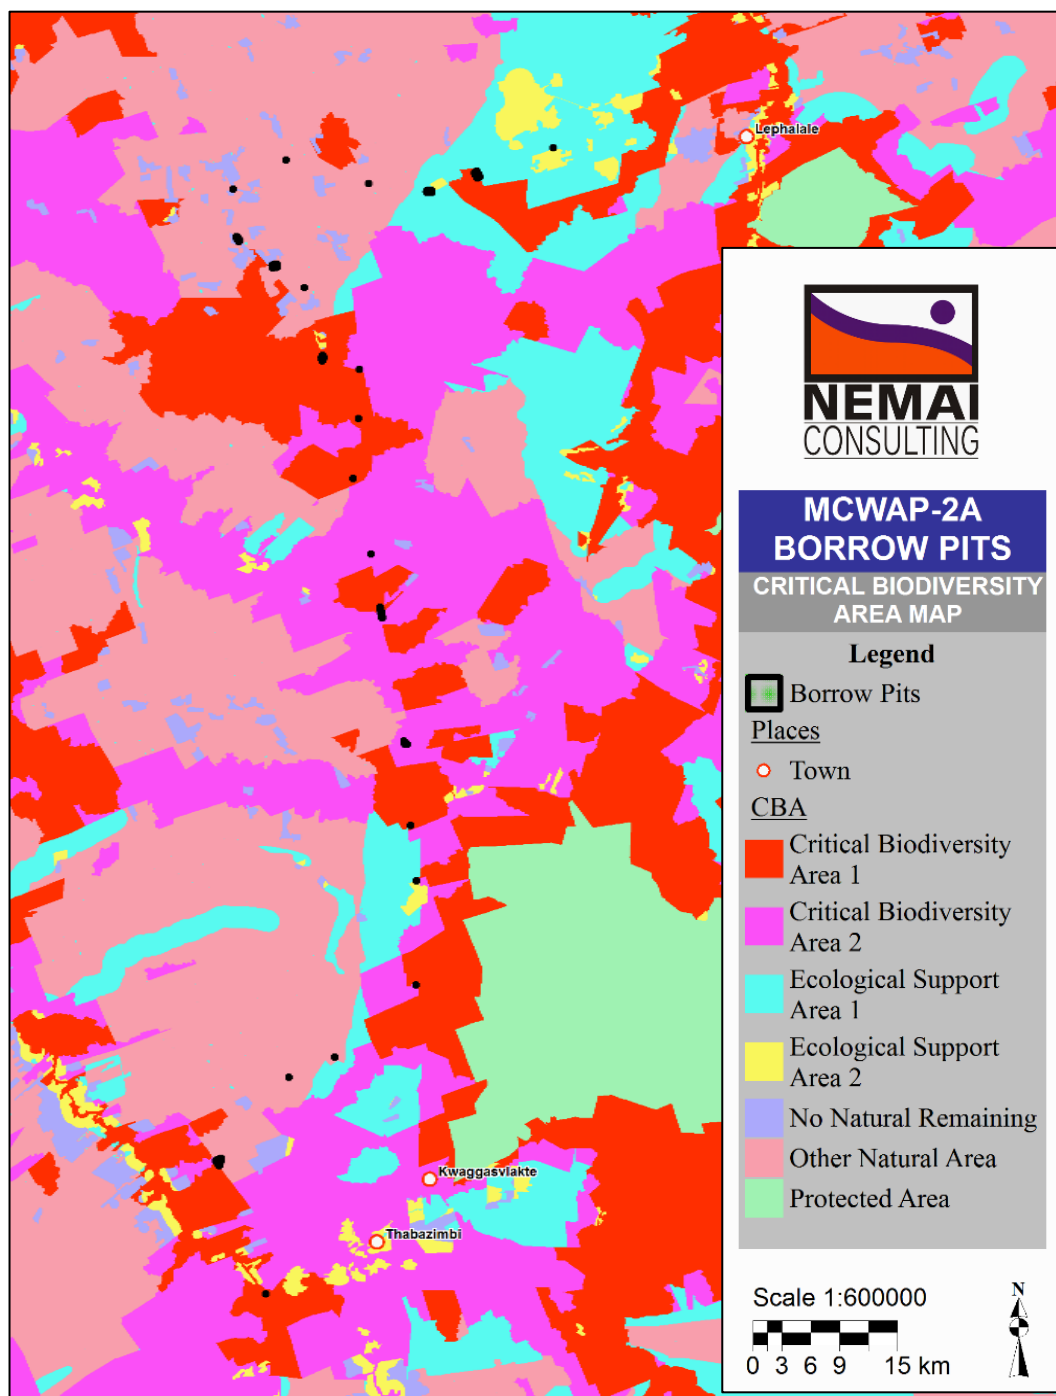 Lephalale
NEMAI
CONSULTING
MCWAP-2A
BORROW PITS
CRITICAL BIODIVERSITY
AREA MAP
Legend
Borrow Pits
Places
Town
CBA
Critical Biodiversity
Area 1
Critical Biodiversity
Area 2
Ecological Support
Area 1
Ecological Support
Area 2
No Natural Remaining
Other Natural Area
Protected Area
Kwaggasvlakte
Thabazimbi
Scale 1:600000
N
0 3 6 9 15 km